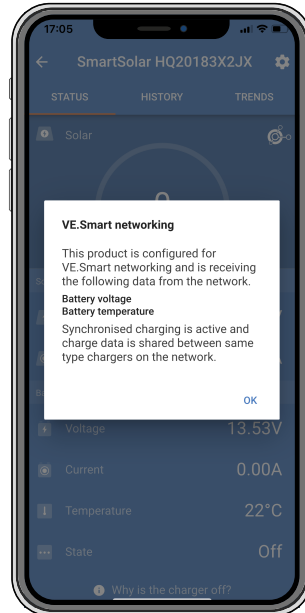 17:05
SmartSolar HQ20183X2JX
STATUS HISTORY TRENDS
Solar
VE.Smart networking
This product is configured for
VE.Smart networking and is receiving
the following data from the network.
Battery voltage
Battery temperature
Synchronised charging is active and
charge data is shared between same
type chargers on the network.
OK
Voltage 13.53V
Current 0.00A
Temperature 22°C
State Off
Why is the charger off?